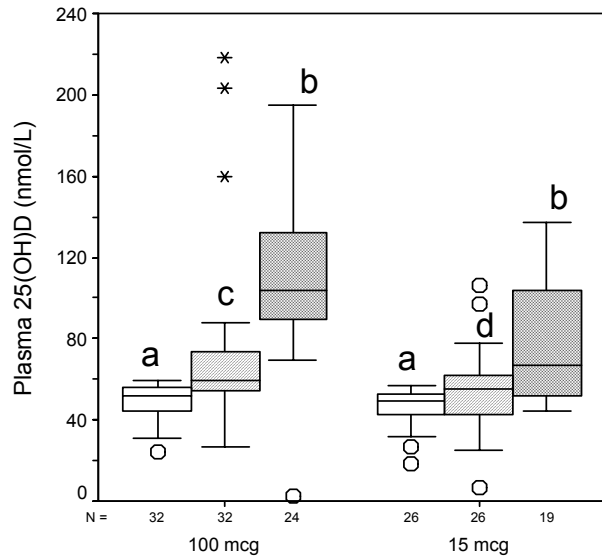 240
200
160
120
80
40
0
Plasma 25(OH)D (nmol/L)
a
c
b
a
d
b
N = 32 32 24 26 26 19
100 mcg 15 mcg